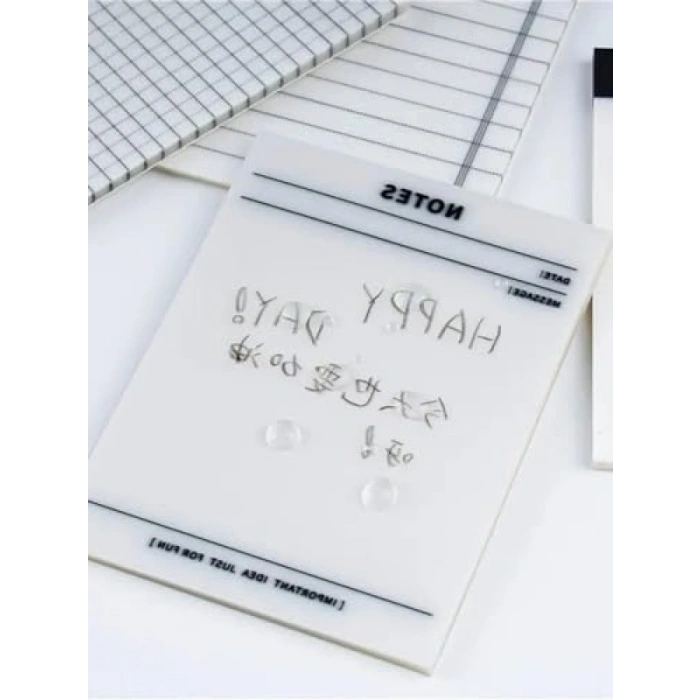 NOTES
DATE:
MESSAGE:
HAPPY DAY!
今天也要加油
呀!
[ IMPORTANT IDEA JUST FOR FUN ]